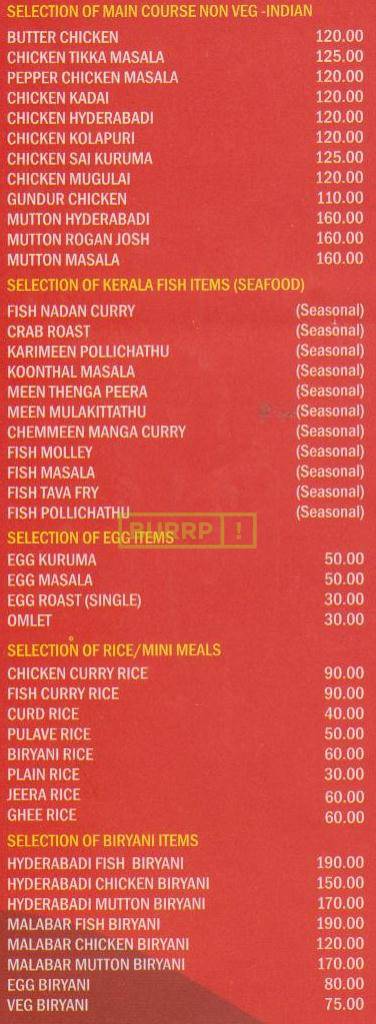 SELECTION OF MAIN COURSE NON VEG -INDIAN
BUTTER CHICKEN 120.00
CHICKEN TIKKA MASALA 125.00
PEPPER CHICKEN MASALA 120.00
CHICKEN KADAI 120.00
CHICKEN HYDERABADI 120.00
CHICKEN KOLAPURI 120.00
CHICKEN SAI KURUMA 125.00
CHICKEN MUGULAI 120.00
GUNDUR CHICKEN 110.00
MUTTON HYDERABADI 160.00
MUTTON ROGAN JOSH 160.00
MUTTON MASALA 160.00
SELECTION OF KERALA FISH ITEMS (SEAFOOD)
FISH NADAN CURRY (Seasonal)
CRAB ROAST (Seasonal)
KARIMEEN POLLICHATHU (Seasonal)
KOONTHAL MASALA (Seasonal)
MEEN THENGA PEERA (Seasonal)
MEEN MULAKITTATHU (Seasonal)
CHEMMEEN MANGA CURRY (Seasonal)
FISH MOLLEY (Seasonal)
FISH MASALA (Seasonal)
FISH TAVA FRY (Seasonal)
FISH POLLICHATHU (Seasonal)
BURRP !
SELECTION OF EGG ITEMS
EGG KURUMA 50.00
EGG MASALA 50.00
EGG ROAST (SINGLE) 30.00
OMLET 30.00
SELECTION OF RICE/MINI MEALS
CHICKEN CURRY RICE 90.00
FISH CURRY RICE 90.00
CURD RICE 40.00
PULAVE RICE 50.00
BIRYANI RICE 60.00
PLAIN RICE 30.00
JEERA RICE 60.00
GHEE RICE 60.00
SELECTION OF BIRYANI ITEMS
HYDERABADI FISH BIRYANI 190.00
HYDERABADI CHICKEN BIRYANI 150.00
HYDERABADI MUTTON BIRYANI 170.00
MALABAR FISH BIRYANI 190.00
MALABAR CHICKEN BIRYANI 120.00
MALABAR MUTTON BIRYANI 170.00
EGG BIRYANI 80.00
VEG BIRYANI 75.00